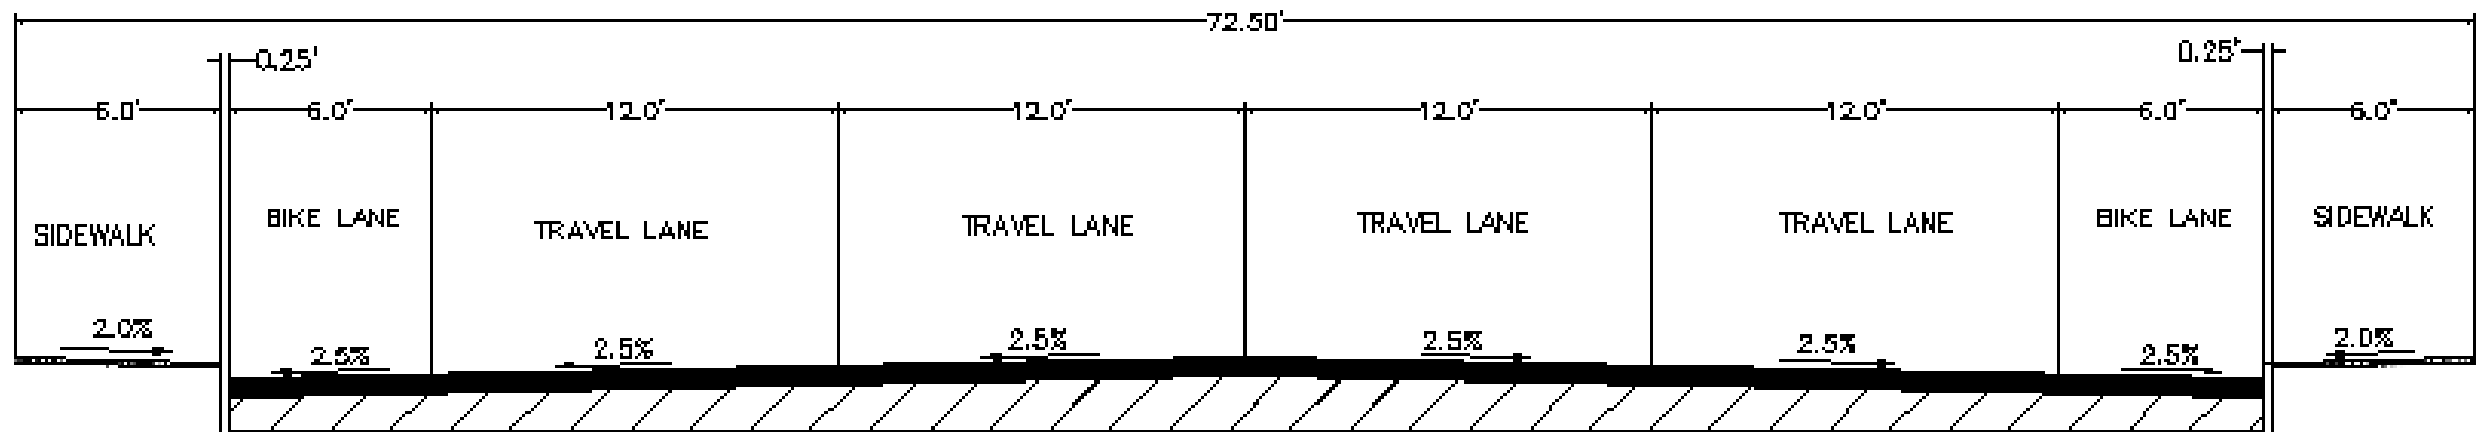 72.50'
0.25' 0.25'
6.0' 6.0' 12.0' 12.0' 12.0' 12.0' 6.0' 6.0'
SIDEWALK BIKE LANE TRAVEL LANE TRAVEL LANE TRAVEL LANE TRAVEL LANE BIKE LANE SIDEWALK
2.0% 2.5% 2.5% 2.5% 2.5% 2.5% 2.5% 2.0%